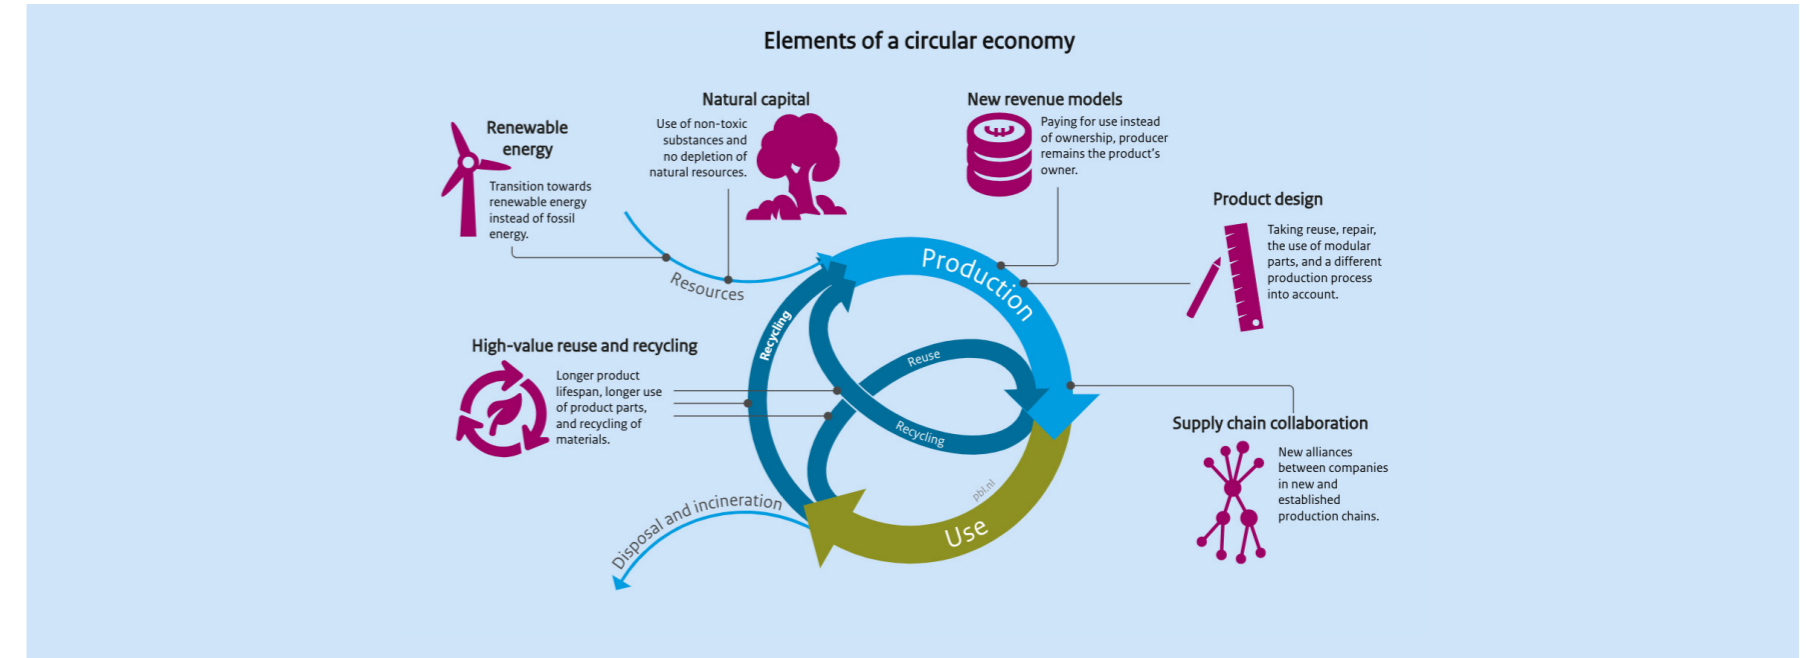 Elements of a circular economy
Natural capital
Use of non-toxic
substances and
no depletion of
natural resources.
New revenue models
Paying for use instead
of ownership, producer
remains the product's
owner.
Renewable
energy
Transition towards
renewable energy
instead of fossil
energy.
Product design
Taking reuse, repair,
the use of modular
parts, and a different
production process
into account.
Resources
Production
Recycling
Reuse
Recycling
High-value reuse and recycling
Longer product
lifespan, longer use
of product parts,
and recycling of
materials.
Supply chain collaboration
New alliances
between companies
in new and
established
production chains.
pbl.nl
Use
Disposal and incineration